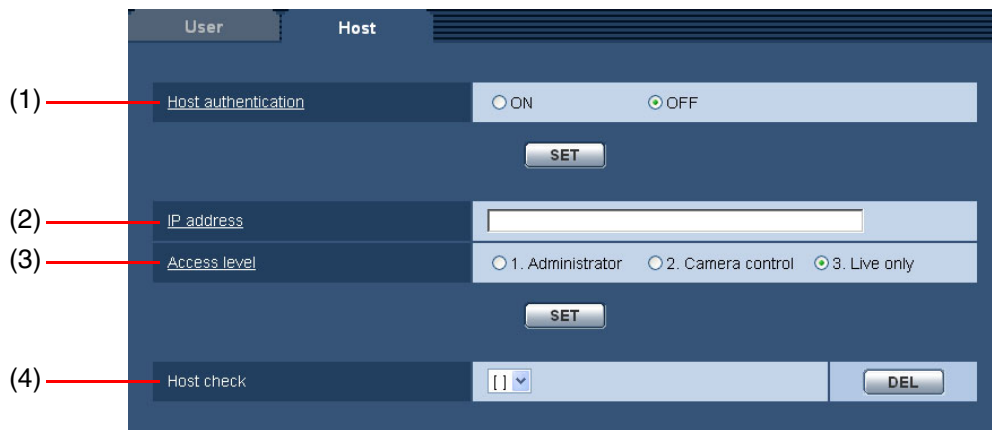 User Host
(1) Host authentication ON OFF
SET
(2) IP address
(3) Access level 1. Administrator 2. Camera control 3. Live only
SET
(4) Host check [ ] DEL